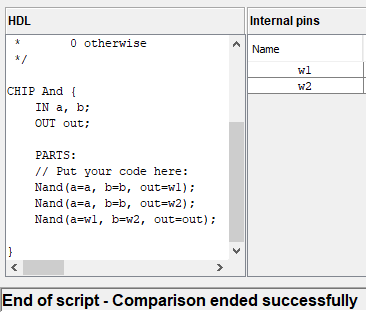 HDL
Internal pins
*       0 otherwise
*/
CHIP And {
    IN a, b;
    OUT out;
    PARTS:
    // Put your code here:
    Nand(a=a, b=b, out=w1);
    Nand(a=a, b=b, out=w2);
    Nand(a=w1, b=w2, out=out);
}
Name
w1
w2
End of script - Comparison ended successfully